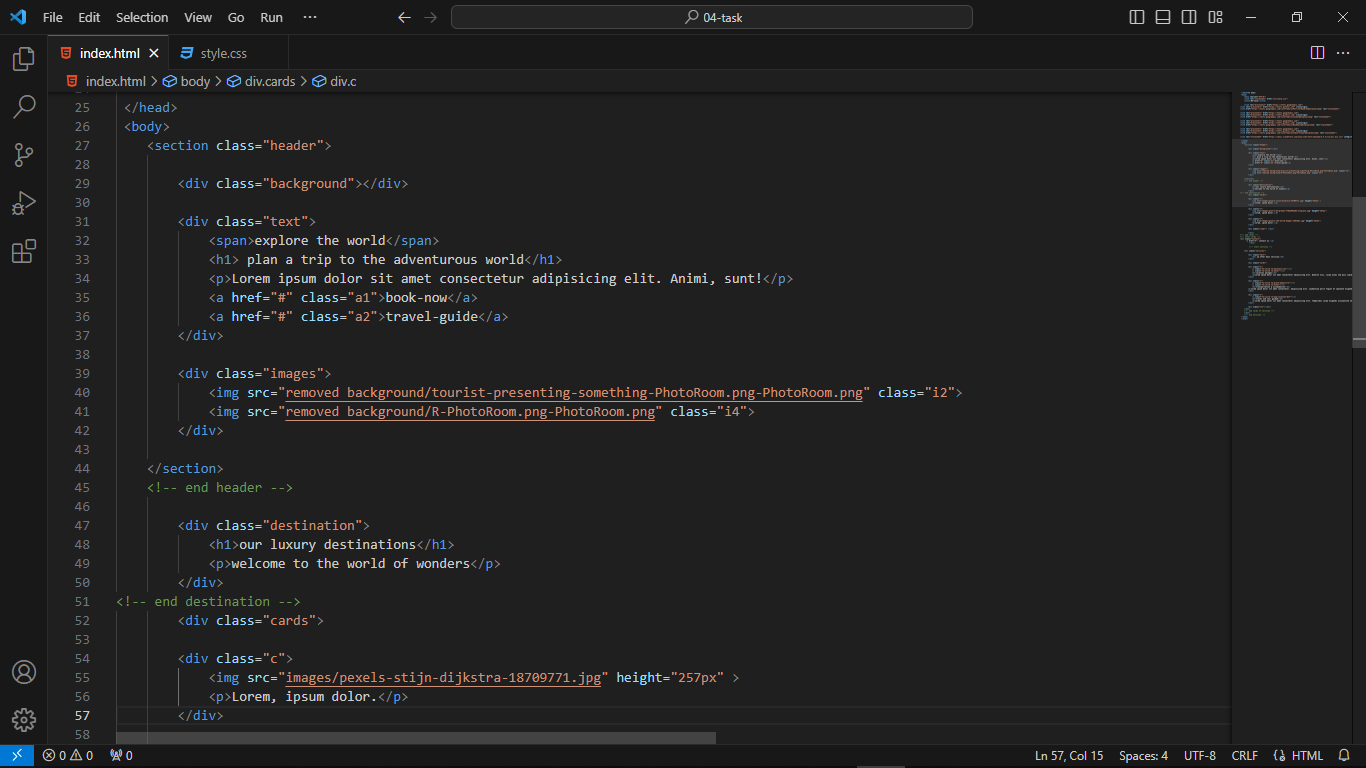 File Edit Selection View Go Run ··· 04-task
index.html style.css
index.html > body > div.cards > div.c
25 </head>
26 <body>
27 <section class="header">
28
29 <div class="background"></div>
30
31 <div class="text">
32 <span>explore the world</span>
33 <h1> plan a trip to the adventurous world</h1>
34 <p>Lorem ipsum dolor sit amet consectetur adipisicing elit. Animi, sunt!</p>
35 <a href="#" class="a1">book-now</a>
36 <a href="#" class="a2">travel-guide</a>
37 </div>
38
39 <div class="images">
40 <img src="removed background/tourist-presenting-something-PhotoRoom.png-PhotoRoom.png" class="i2">
41 <img src="removed background/R-PhotoRoom.png-PhotoRoom.png" class="i4">
42 </div>
43
44 </section>
45 <!-- end header -->
46
47 <div class="destination">
48 <h1>our luxury destinations</h1>
49 <p>welcome to the world of wonders</p>
50 </div>
51 <!-- end destination -->
52 <div class="cards">
53
54 <div class="c">
55 <img src="images/pexels-stijn-dijkstra-18709771.jpg" height="257px" >
56 <p>Lorem, ipsum dolor.</p>
57 </div>
58
0 0 0 Ln 57, Col 15 Spaces: 4 UTF-8 CRLF HTML